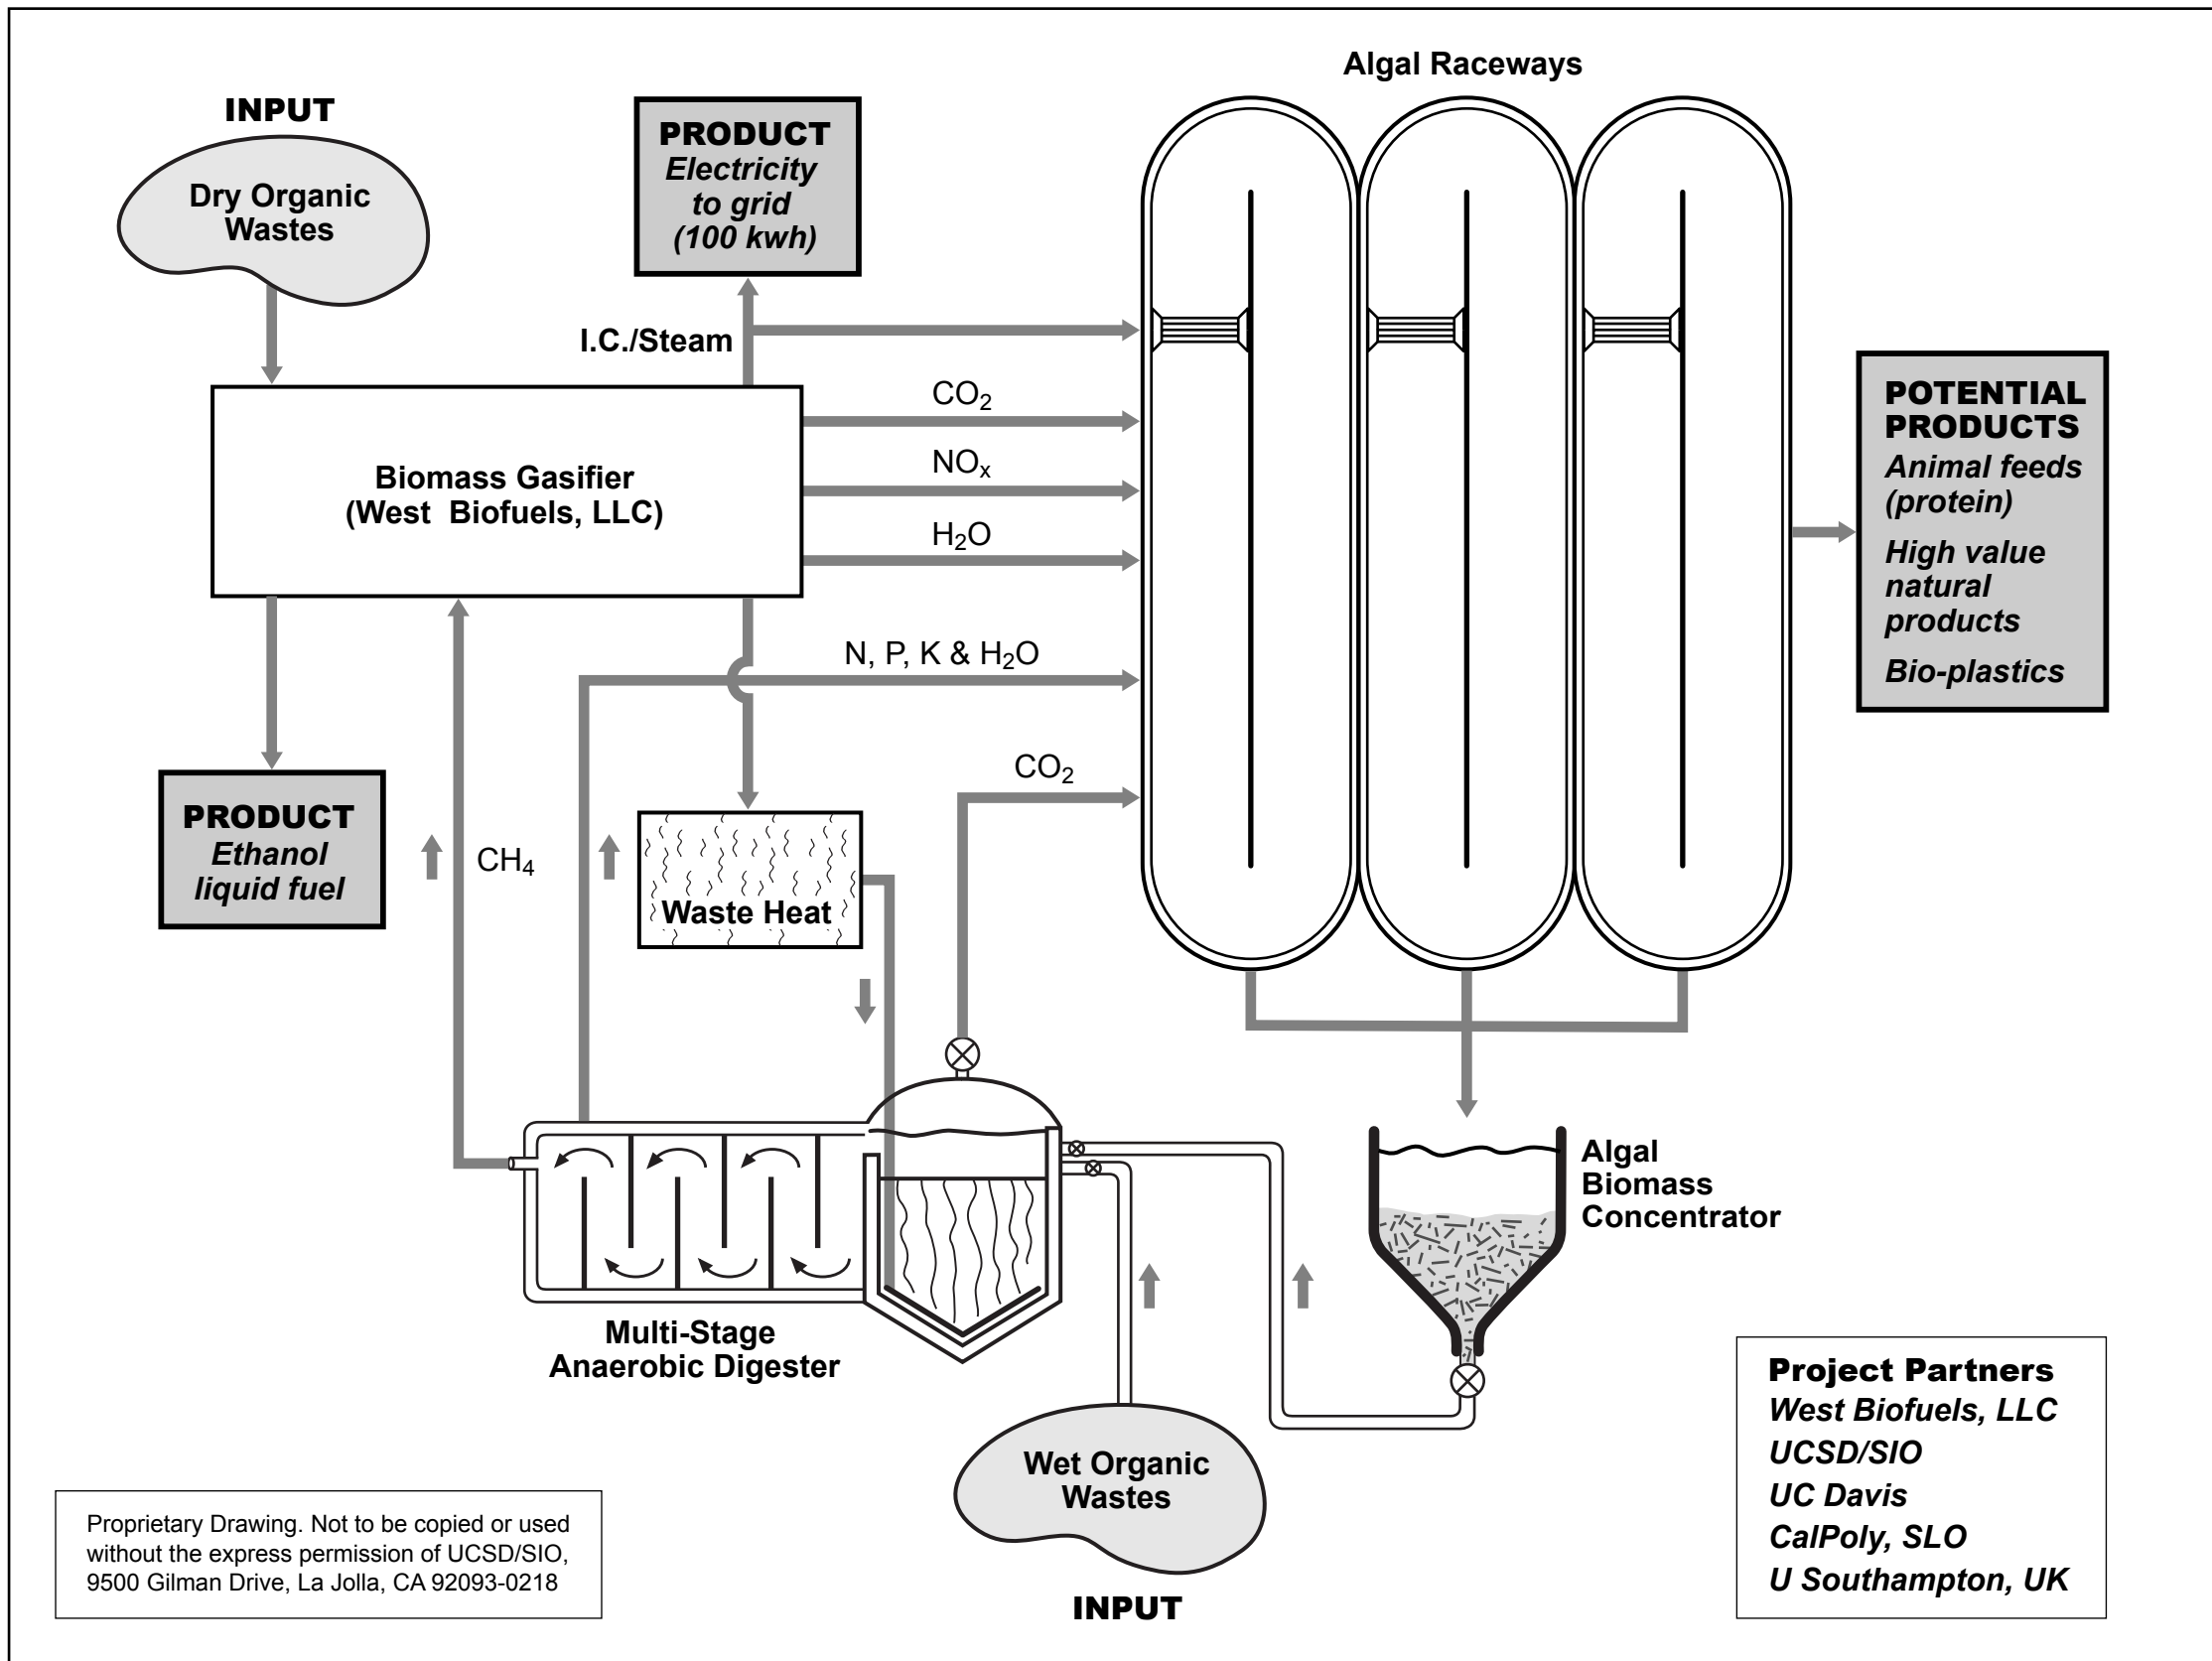 Algal Raceways
INPUT
Dry Organic
Wastes
PRODUCT
Electricity
to grid
(100 kwh)
I.C./Steam
CO₂
NOₓ
H₂O
Biomass Gasifier
(West Biofuels, LLC)
POTENTIAL
PRODUCTS
Animal feeds
(protein)
High value
natural
products
Bio-plastics
N, P, K & H₂O
CO₂
PRODUCT
Ethanol
liquid fuel
CH₄
Waste Heat
Algal
Biomass
Concentrator
Multi-Stage
Anaerobic Digester
Wet Organic
Wastes
INPUT
Project Partners
West Biofuels, LLC
UCSD/SIO
UC Davis
CalPoly, SLO
U Southampton, UK
Proprietary Drawing. Not to be copied or used
without the express permission of UCSD/SIO,
9500 Gilman Drive, La Jolla, CA 92093-0218